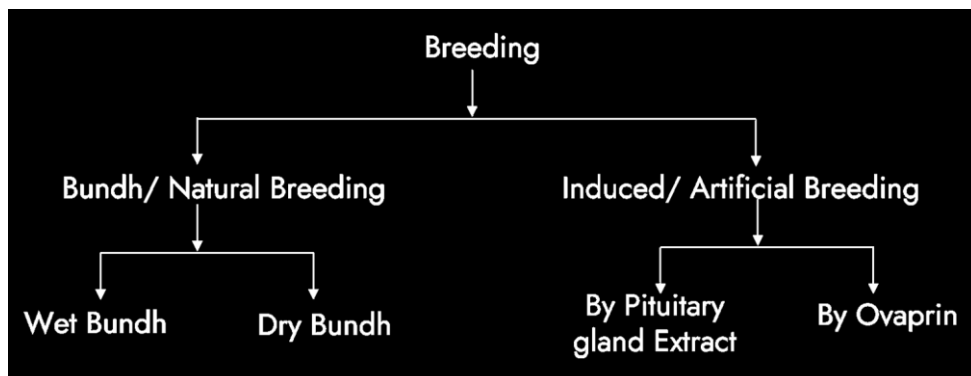 Breeding
Bundh/ Natural Breeding
Induced/ Artificial Breeding
Wet Bundh
Dry Bundh
By Pituitary
gland Extract
By Ovaprin